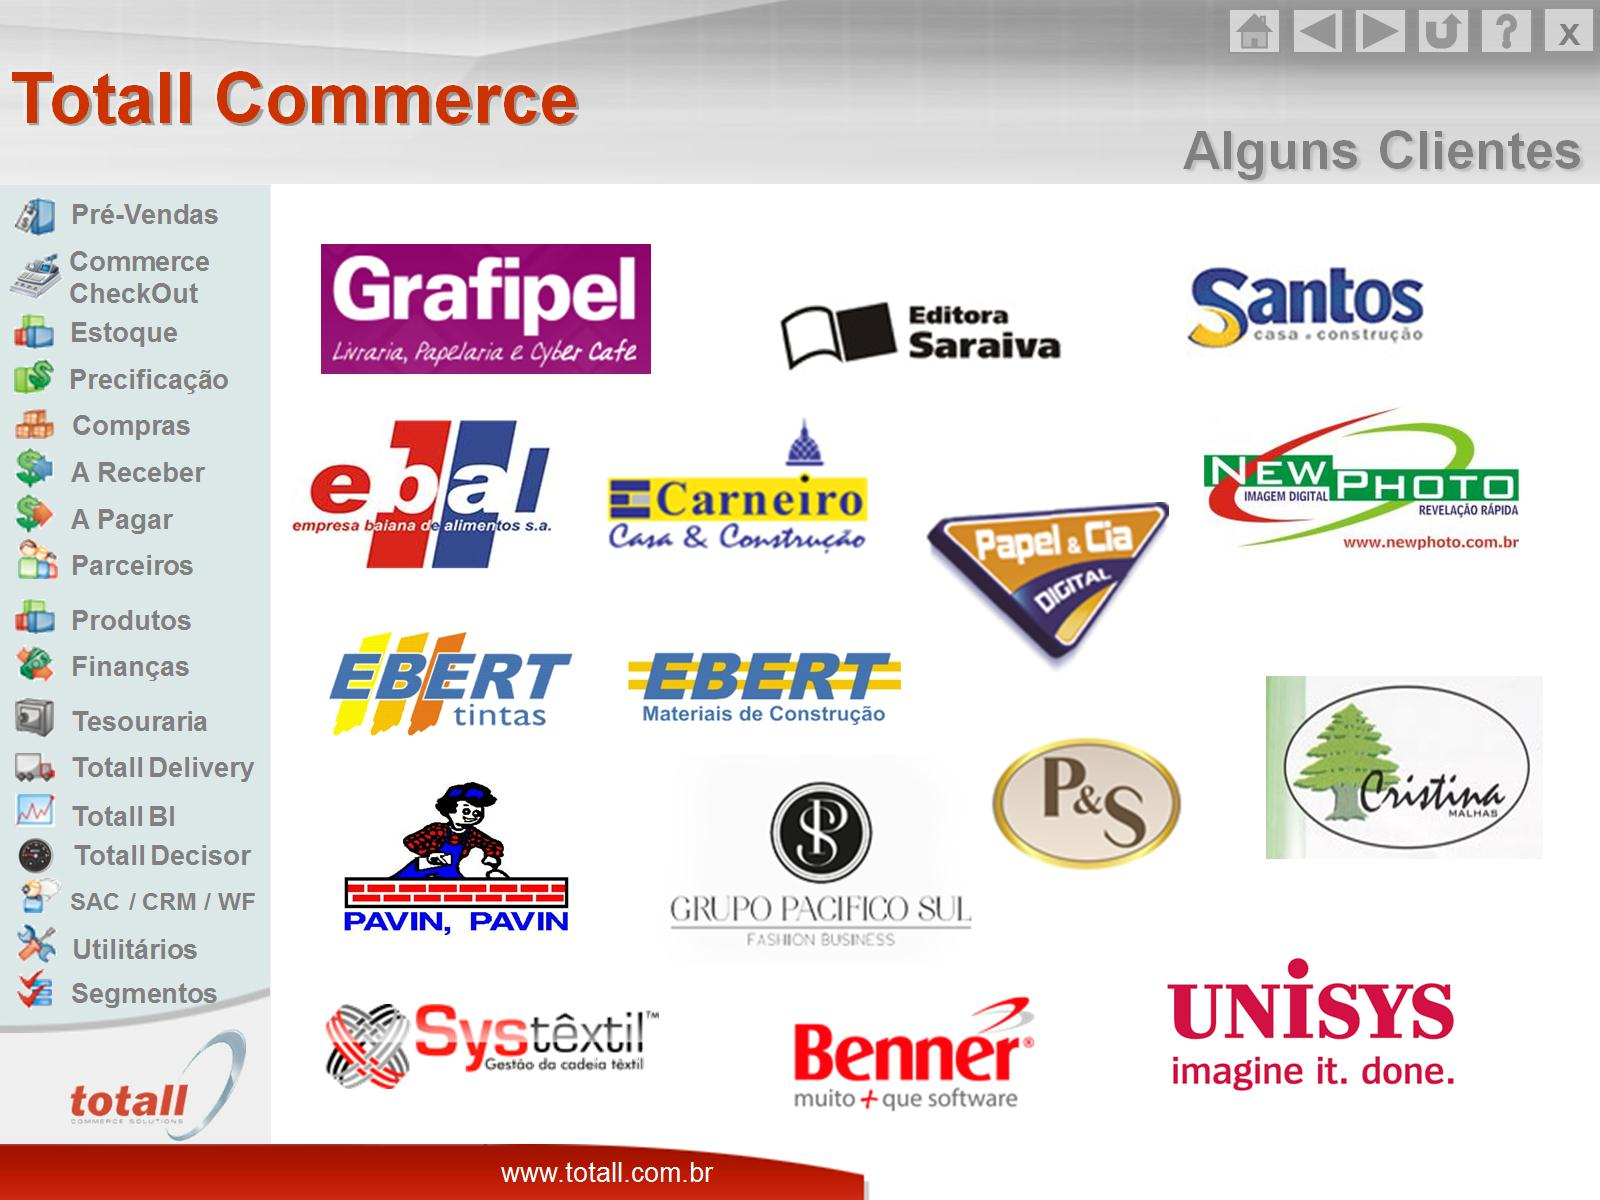 x
Totall Commerce
Alguns Clientes
Pré-Vendas
Commerce
CheckOut
Estoque
Precificação
Compras
A Receber
A Pagar
Parceiros
Produtos
Finanças
Tesouraria
Totall Delivery
Totall BI
Totall Decisor
SAC / CRM / WF
Utilitários
Segmentos
totall
COMMERCE SOLUTIONS
Grafipel
Livraria, Papelaria e Cyber Cafe
Editora
Saraiva
Santos
casa e construção
ebal
empresa baiana de alimentos s.a.
Carneiro
Casa & Construção
Papel & Cia
DIGITAL
NEW PHOTO
IMAGEM DIGITAL
REVELAÇÃO RÁPIDA
www.newphoto.com.br
EBERT
tintas
EBERT
Materiais de Construção
P&S
Cristina
MALHAS
PAVIN, PAVIN
GRUPO PACIFICO SUL
FASHION BUSINESS
Systêxtil™
Gestão da cadeia têxtil
Benner®
muito + que software
UNISYS
imagine it. done.
www.totall.com.br